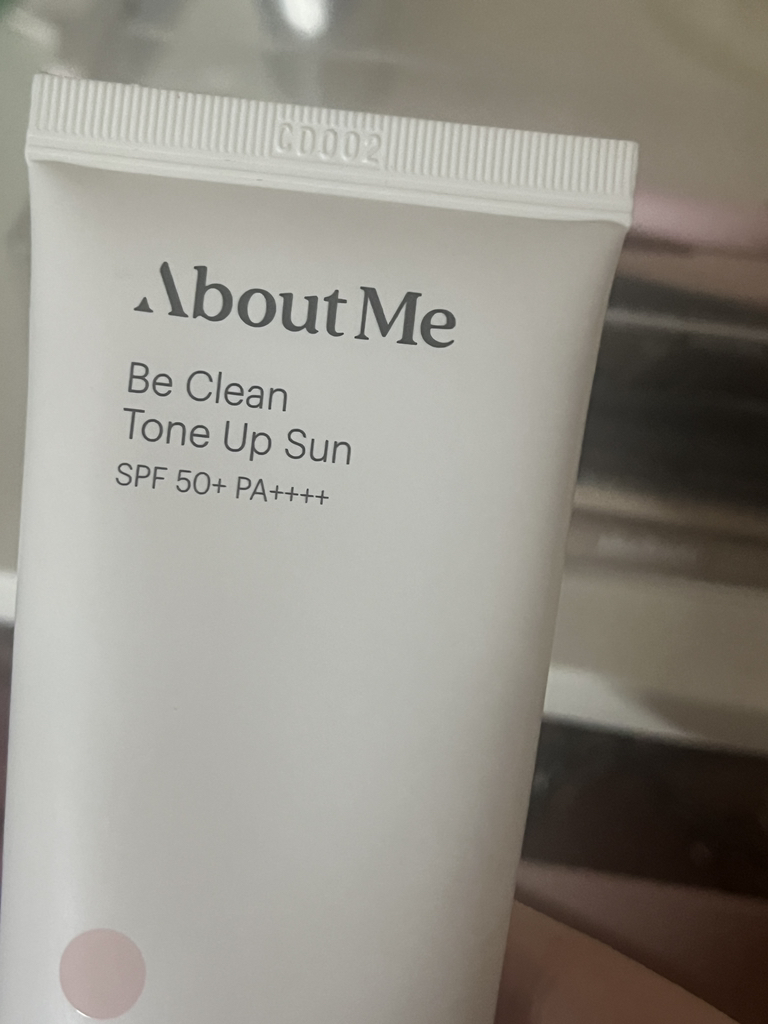 CD002
About Me
Be Clean
Tone Up Sun
SPF 50+ PA++++